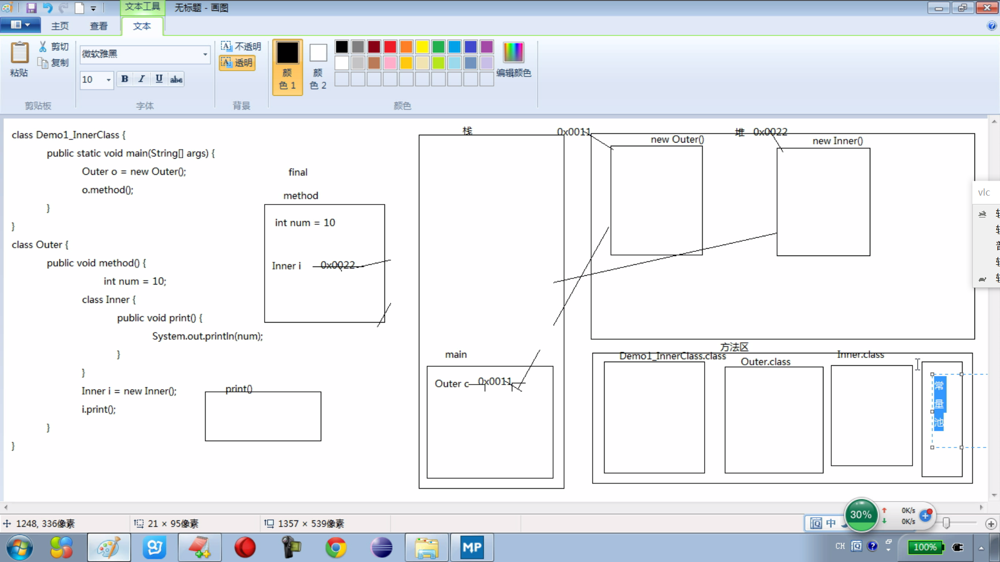 文本工具
无标题 - 画图
主页
查看
文本
粘贴
剪切
复制
剪贴板
微软雅黑
10
B I U abc
字体
不透明
透明
背景
颜
色 1
颜
色 2
编辑颜色
颜色
class Demo1_InnerClass {
public static void main(String[] args) {
Outer o = new Outer();
o.method();
}
}
class Outer {
public void method() {
int num = 10;
class Inner {
public void print() {
System.out.println(num);
}
}
Inner i = new Inner();
i.print();
}
}
final
method
int num = 10
Inner i 0x0022
print()
栈
main
Outer o 0x0011
0x0011
new Outer()
堆 0x0022
new Inner()
方法区
Demo1_InnerClass.class
Outer.class
Inner.class
常
量
池
vlc
1248, 336像素
21 × 95像素
1357 × 539像素
中
30%
0K/s
0K/s
MP
CH
100%